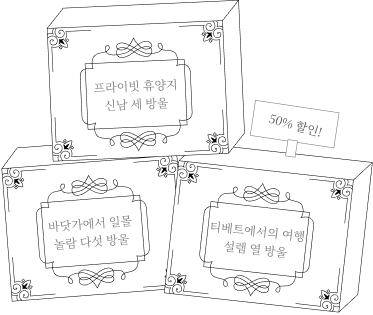 프라이빗 휴양지
신남 세 방울
50% 할인!
바닷가에서 일몰
놀람 다섯 방울
티베트에서의 여행
설렘 열 방울